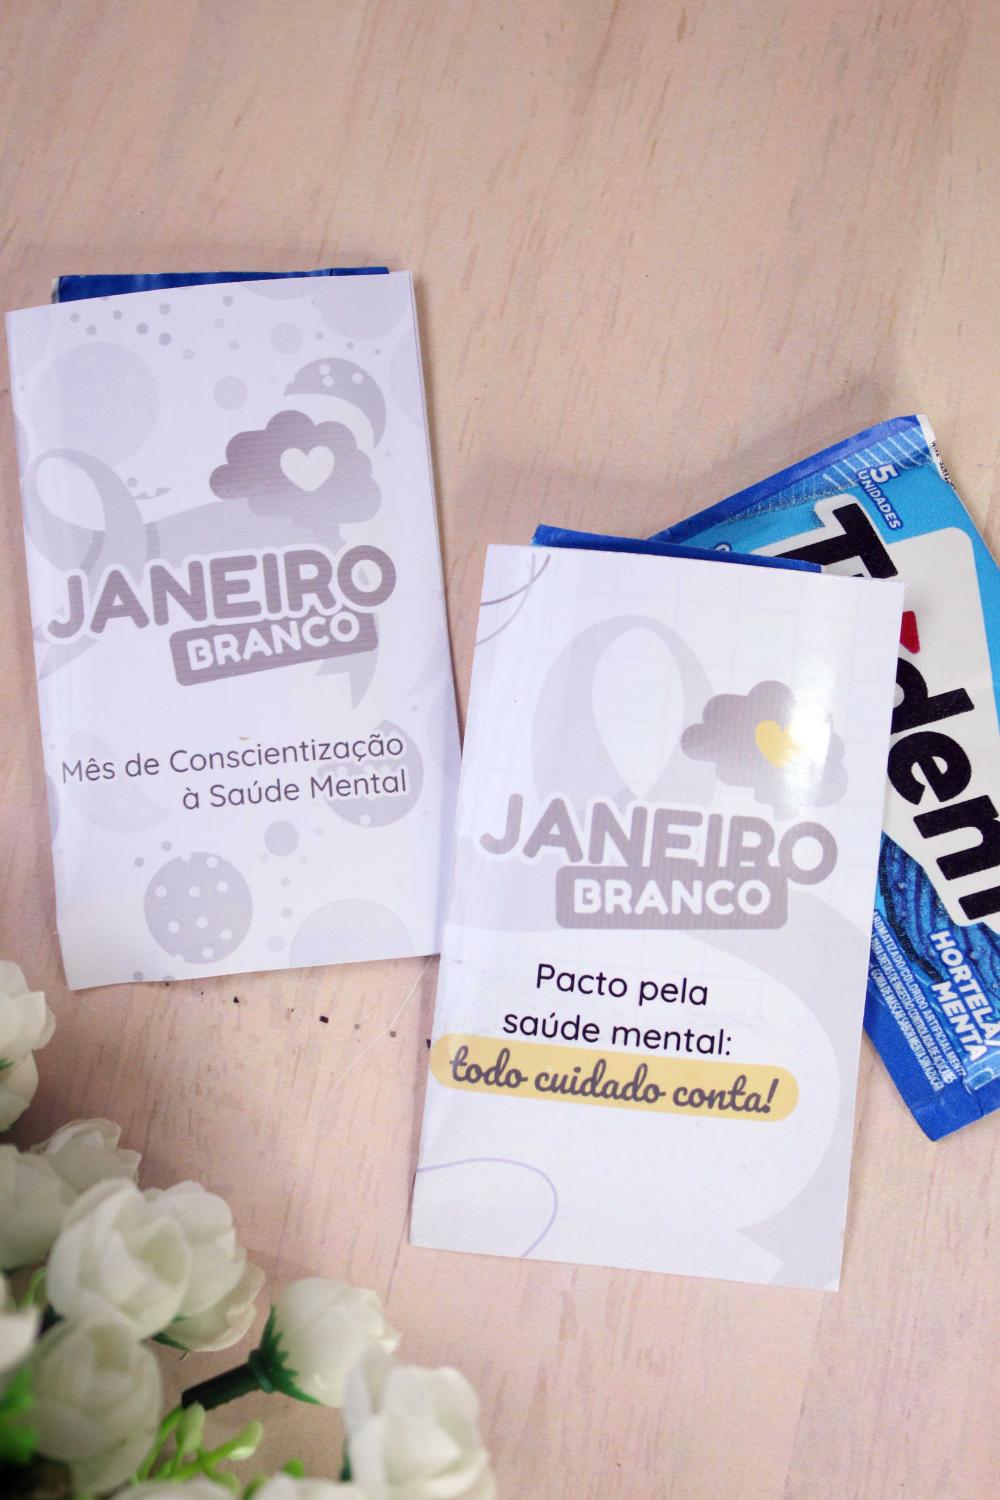 JANEIRO
BRANCO
Mês de Conscientização
à Saúde Mental
JANEIRO
BRANCO
Pacto pela
saúde mental:
todo cuidado conta!
5
UNIDADES
HORTELÃ/
MENTA